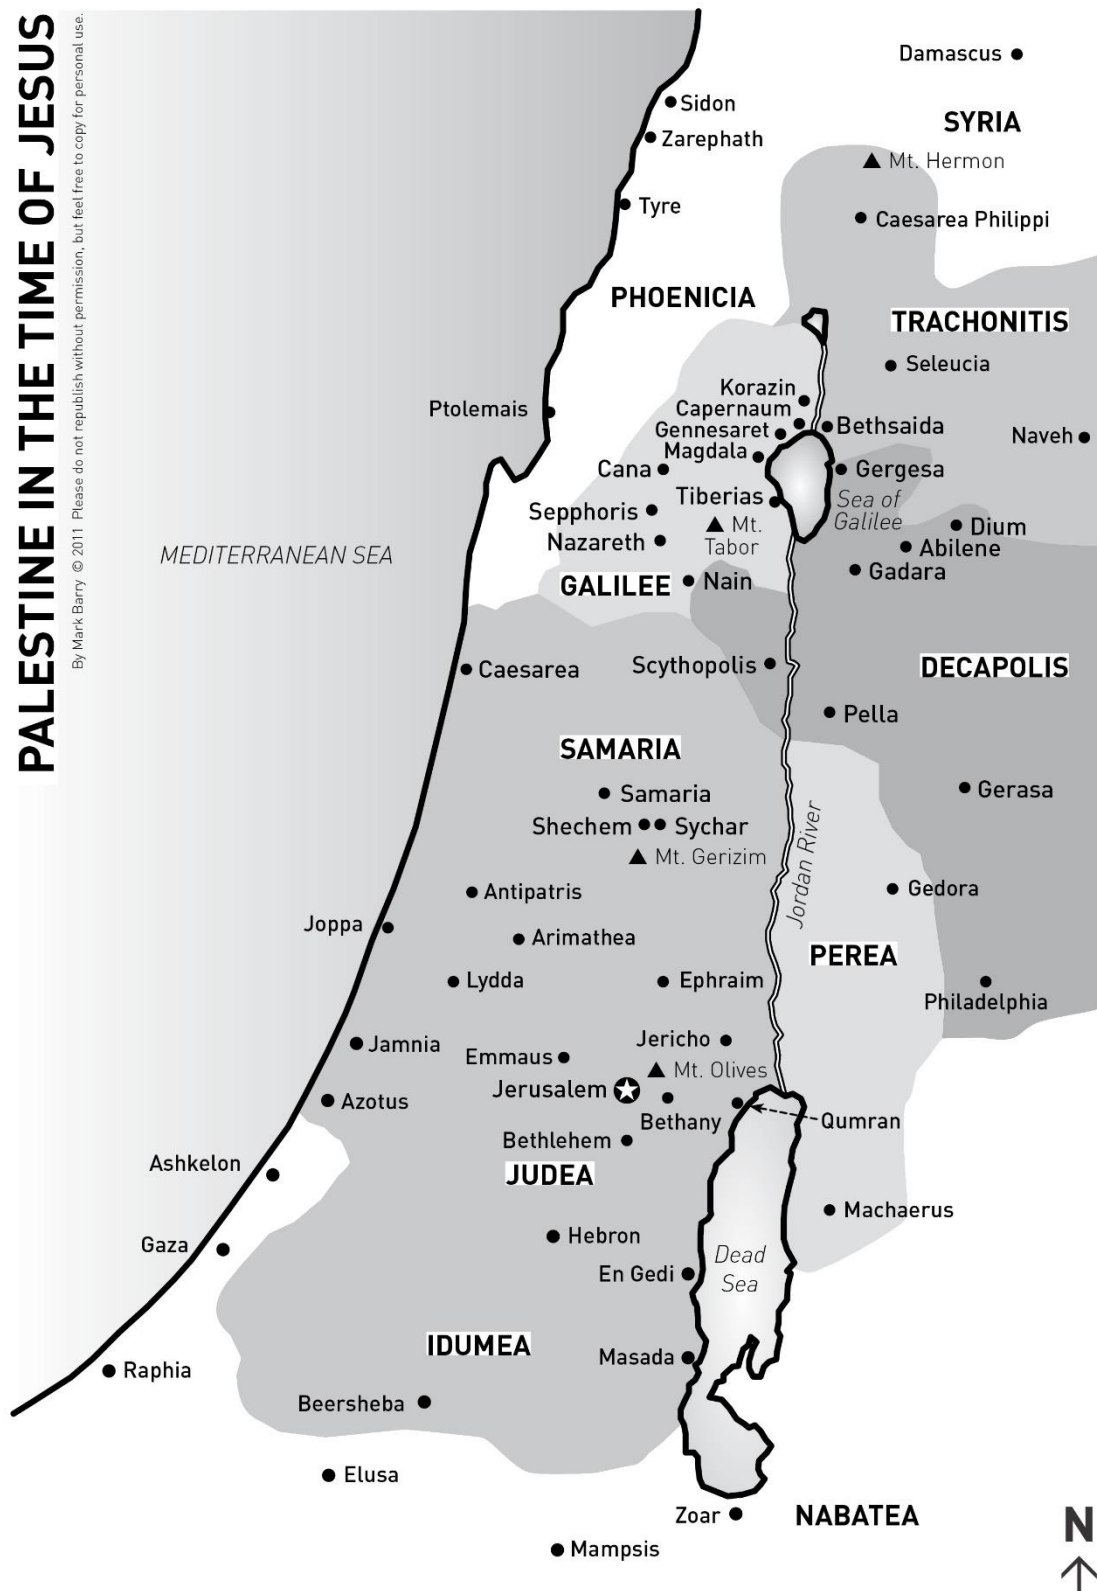 PALESTINE IN THE TIME OF JESUS
By Mark Barry © 2011 Please do not republish without permission, but feel free to copy for personal use.
Damascus
Sidon
SYRIA
Zarephath
Mt. Hermon
Tyre
Caesarea Philippi
PHOENICIA
TRACHONITIS
Seleucia
Korazin
Ptolemais
Capernaum
Bethsaida
Gennesaret
Naveh
Magdala
Cana
Gergesa
Tiberias
Sea of
Galilee
Sepphoris
Mt.
Tabor
Dium
Nazareth
Abilene
MEDITERRANEAN SEA
Gadara
GALILEE
Nain
Caesarea
Scythopolis
DECAPOLIS
Pella
SAMARIA
Samaria
Gerasa
Shechem
Sychar
Mt. Gerizim
Jordan River
Antipatris
Gedora
Joppa
Arimathea
PEREA
Lydda
Ephraim
Philadelphia
Jamnia
Jericho
Emmaus
Mt. Olives
Jerusalem
Azotus
Bethany
Qumran
Bethlehem
Ashkelon
JUDEA
Machaerus
Gaza
Hebron
Dead
Sea
En Gedi
IDUMEA
Masada
Raphia
Beersheba
Elusa
Zoar
NABATEA
N
Mampsis